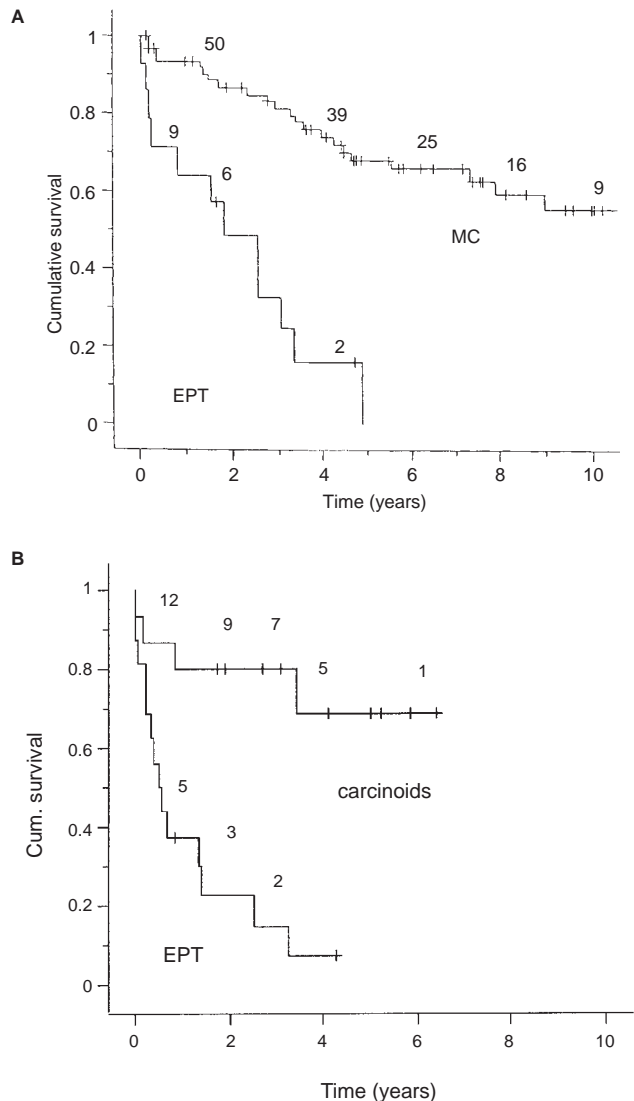 A
1
50
0.8
39
9
25
6
16
9
0.6
MC
Cumulative survival
0.4
0.2
2
EPT
0
0 2 4 6 8 10
Time (years)
B
1
12
9 7
5
1
0.8
0.6
5
carcinoids
Cum. survival
0.4
3
2
0.2
EPT
0
0 2 4 6 8 10
Time (years)